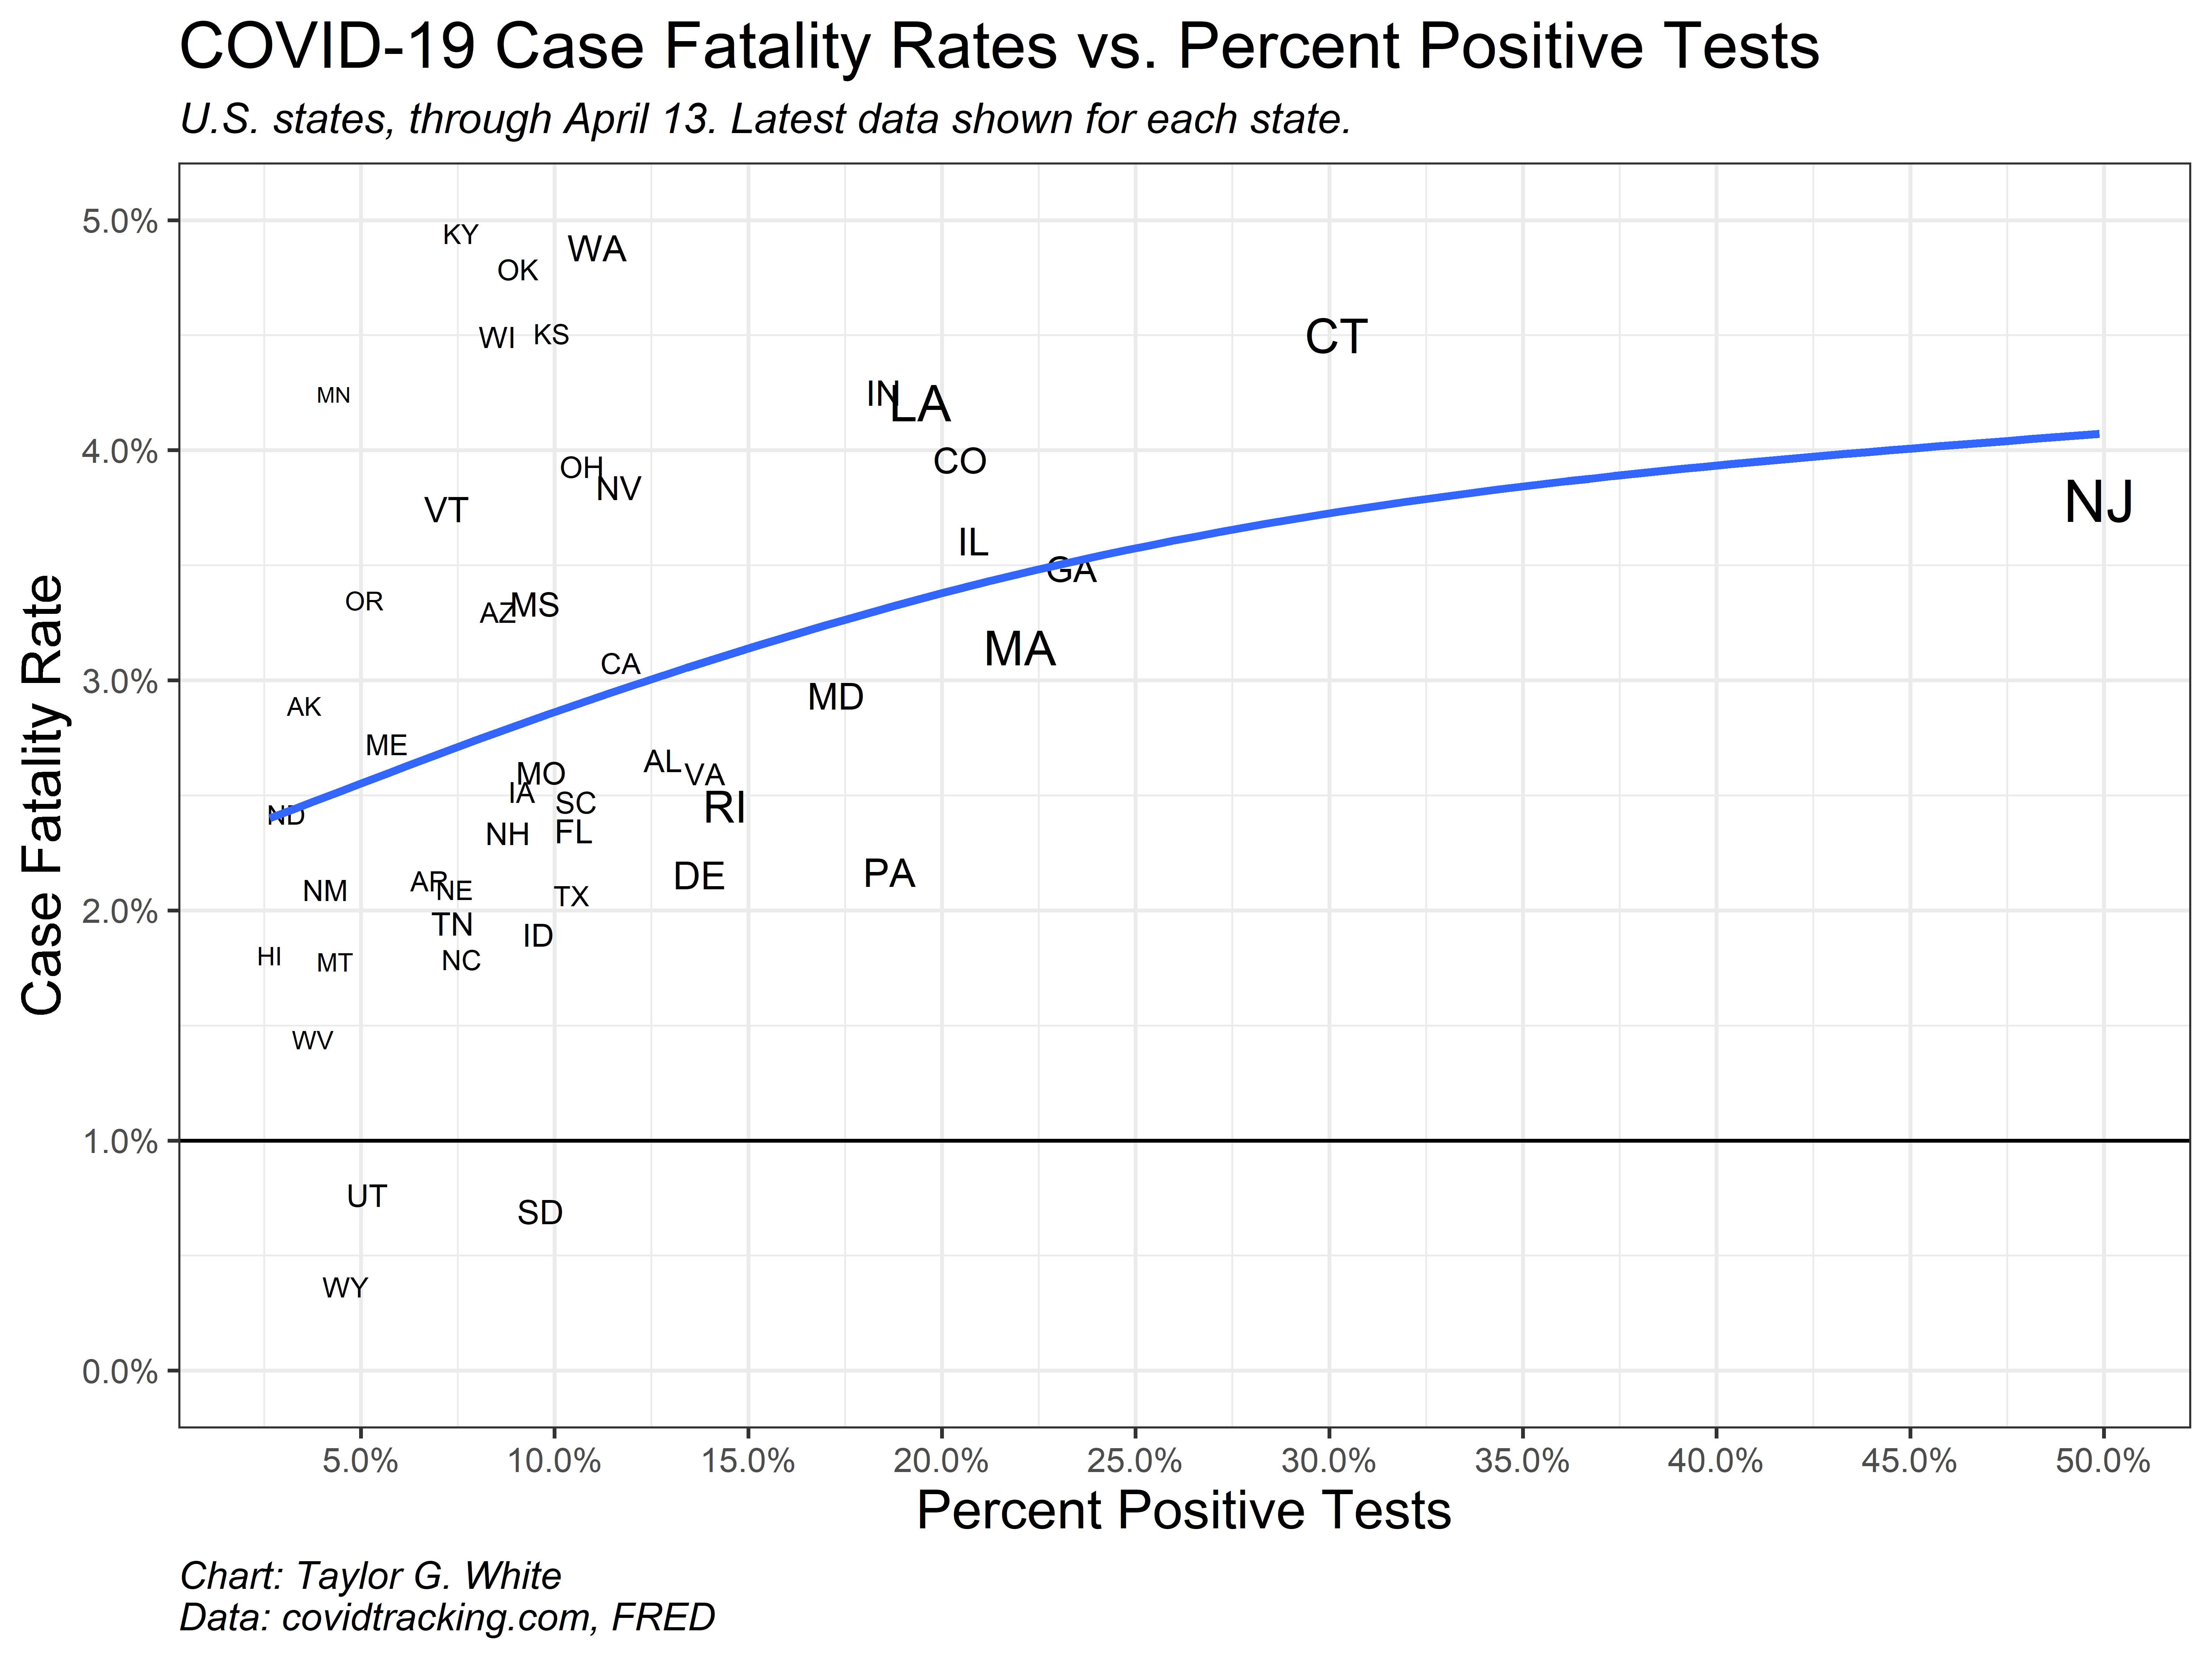 COVID-19 Case Fatality Rates vs. Percent Positive Tests
U.S. states, through April 13. Latest data shown for each state.
Case Fatality Rate
5.0%
4.0%
3.0%
2.0%
1.0%
0.0%
KY
WA
OK
WI
KS
CT
MN
IN
LA
CO
OH
NV
VT
NJ
IL
GA
OR
AZ
MS
MA
CA
MD
AK
ME
AL
VA
MO
IA
SC
RI
ND
NH
FL
DE
PA
NM
AR
NE
TX
TN
ID
HI
MT
NC
WV
UT
SD
WY
5.0%
10.0%
15.0%
20.0%
25.0%
30.0%
35.0%
40.0%
45.0%
50.0%
Percent Positive Tests
Chart: Taylor G. White
Data: covidtracking.com, FRED